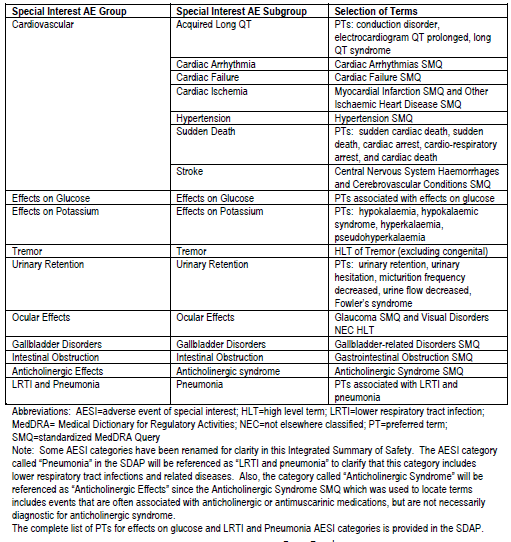 Special Interest AE Group Special Interest AE Subgroup Selection of Terms
Cardiovascular Acquired Long QT PTs: conduction disorder,
electrocardiogram QT prolonged, long
QT syndrome
Cardiac Arrhythmia Cardiac Arrhythmias SMQ
Cardiac Failure Cardiac Failure SMQ
Cardiac Ischemia Myocardial Infarction SMQ and Other
Ischaemic Heart Disease SMQ
Hypertension Hypertension SMQ
Sudden Death PTs: sudden cardiac death, sudden
death, cardiac arrest, cardio-respiratory
arrest, and cardiac death
Stroke Central Nervous System Haemorrhages
and Cerebrovascular Conditions SMQ
Effects on Glucose Effects on Glucose PTs associated with effects on glucose
Effects on Potassium Effects on Potassium PTs: hypokalaemia, hypokalaemic
syndrome, hyperkalaemia,
pseudohyperkalaemia
Tremor Tremor HLT of Tremor (excluding congenital)
Urinary Retention Urinary Retention PTs: urinary retention, urinary
hesitation, micturition frequency
decreased, urine flow decreased,
Fowler's syndrome
Ocular Effects Ocular Effects Glaucoma SMQ and Visual Disorders
NEC HLT
Gallbladder Disorders Gallbladder Disorders Gallbladder-related Disorders SMQ
Intestinal Obstruction Intestinal Obstruction Gastrointestinal Obstruction SMQ
Anticholinergic Effects Anticholinergic syndrome Anticholinergic Syndrome SMQ
LRTI and Pneumonia Pneumonia PTs associated with LRTI and
pneumonia
Abbreviations: AESI=adverse event of special interest; HLT=high level term; LRTI=lower respiratory tract infection;
MedDRA= Medical Dictionary for Regulatory Activities; NEC=not elsewhere classified; PT=preferred term;
SMQ=standardized MedDRA Query
Note: Some AESI categories have been renamed for clarity in this Integrated Summary of Safety. The AESI category
called "Pneumonia" in the SDAP will be referenced as "LRTI and pneumonia" to clarify that this category includes
lower respiratory tract infections and related diseases. Also, the category called "Anticholinergic Syndrome" will be
referenced as "Anticholinergic Effects" since the Anticholinergic Syndrome SMQ which was used to locate terms
includes events that are often associated with anticholinergic or antimuscarinic medications, but are not necessarily
diagnostic for anticholinergic syndrome.
The complete list of PTs for effects on glucose and LRTI and Pneumonia AESI categories is provided in the SDAP.